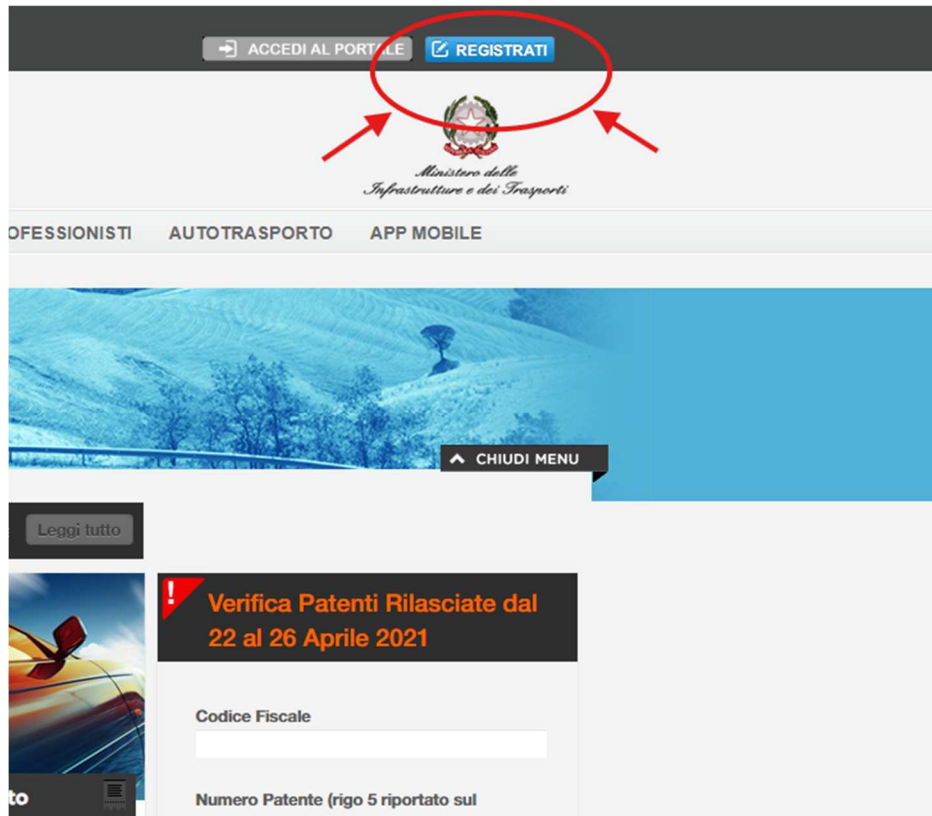 ACCEDI AL PORTALE
REGISTRATI
Ministero delle
Infrastrutture e dei Trasporti
OFESSIONISTI AUTOTRASPORTO APP MOBILE
CHIUDI MENU
Leggi tutto
! Verifica Patenti Rilasciate dal
22 al 26 Aprile 2021
Codice Fiscale
to
Numero Patente (rigo 5 riportato sul